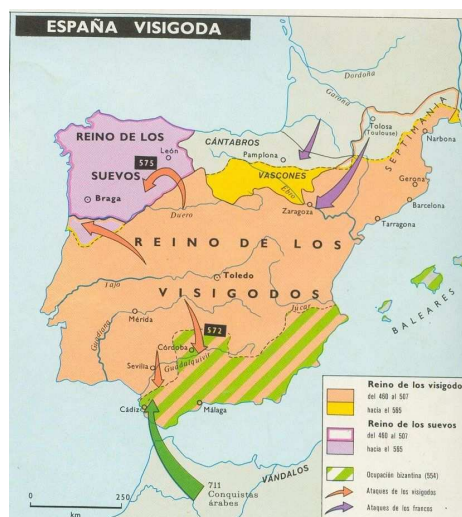 ESPAÑA VISIGODA
Dordoña
Garona
Tolosa
(Toulouse)
SEPTIMANIA
Narbona
REINO DE LOS
SUEVOS
León
575
Braga
CÁNTABROS
Pamplona
VASCONES
Ebro
Zaragoza
Gerona
Barcelona
Tarragona
Duero
REINO DE LOS
VISIGODOS
Tajo
Toledo
Júcar
BALEARES
Guadiana
Mérida
572
Córdoba
Guadalquivir
Sevilla
Cádiz
Málaga
711
Conquistas
árabes
VÁNDALOS
0 250
km
Reino de los visigodo
del 460 al 507
hacia el 565
Reino de los suevos
del 460 al 507
hacia el 565
Ocupación bizantina (554)
Ataques de los visigodos
Ataques de los francos